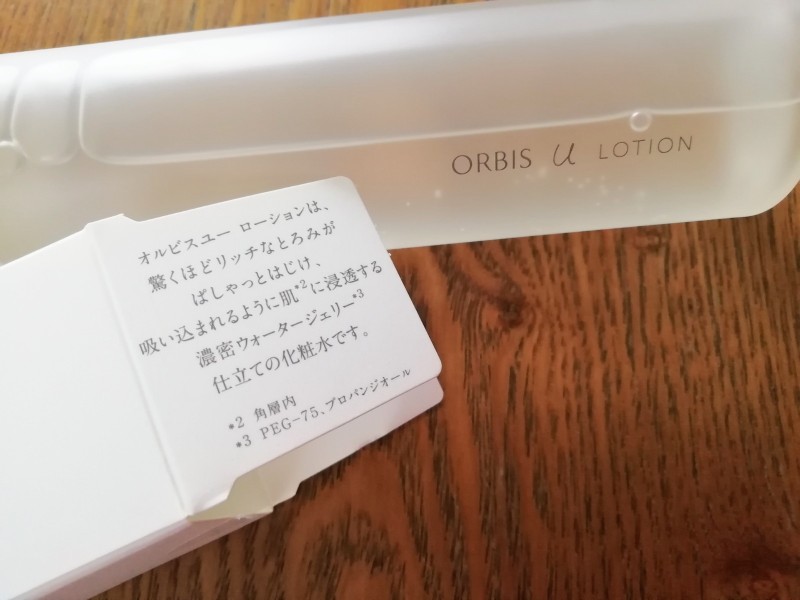 ORBIS u LOTION
オルビスユー ローションは、
驚くほどリッチなとろみが
ぱしゃっとはじけ、
吸い込まれるように肌*2に浸透する
濃密ウォータージェリー*3
仕立ての化粧水です。
*2 角層内
*3 PEG-75、プロパンジオール